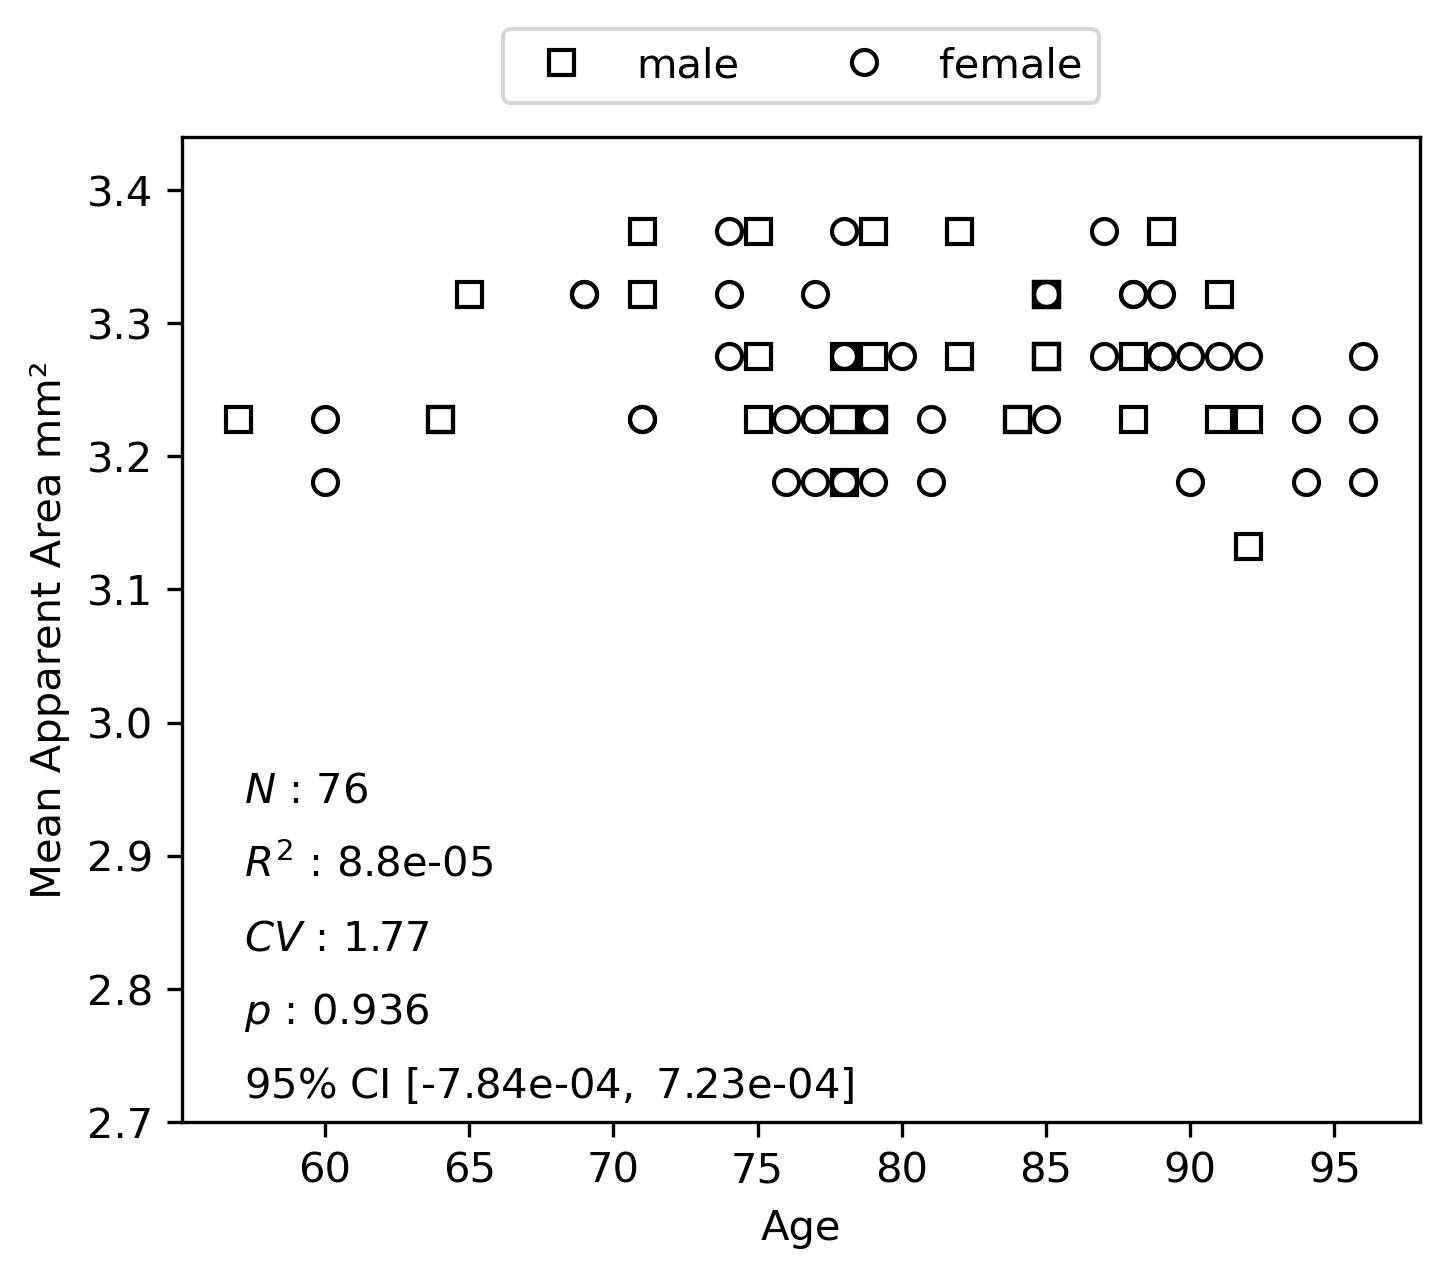 male female
3.4
3.3
3.2
3.1
3.0
2.9
2.8
2.7
Mean Apparent Area mm²
N : 76
R² : 8.8e-05
CV : 1.77
p : 0.936
95% CI [-7.84e-04, 7.23e-04]
60 65 70 75 80 85 90 95
Age